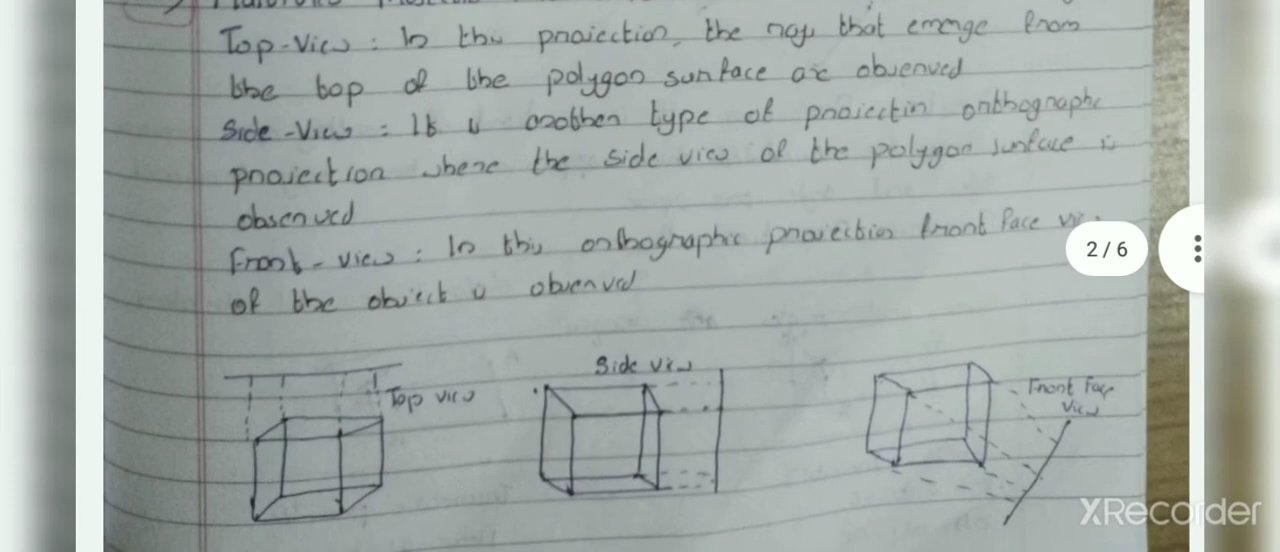 Top-View : In this projection, the rays that emerge from
the top of the polygon surface are observed
Side-View : It is another type of projectin orthographic
projection where the side view of the polygon surface is
observed
Front-view : In this orthographic projection front face
of the object is observed
2/6
Side view
Top view
Front Face
View
XRecorder